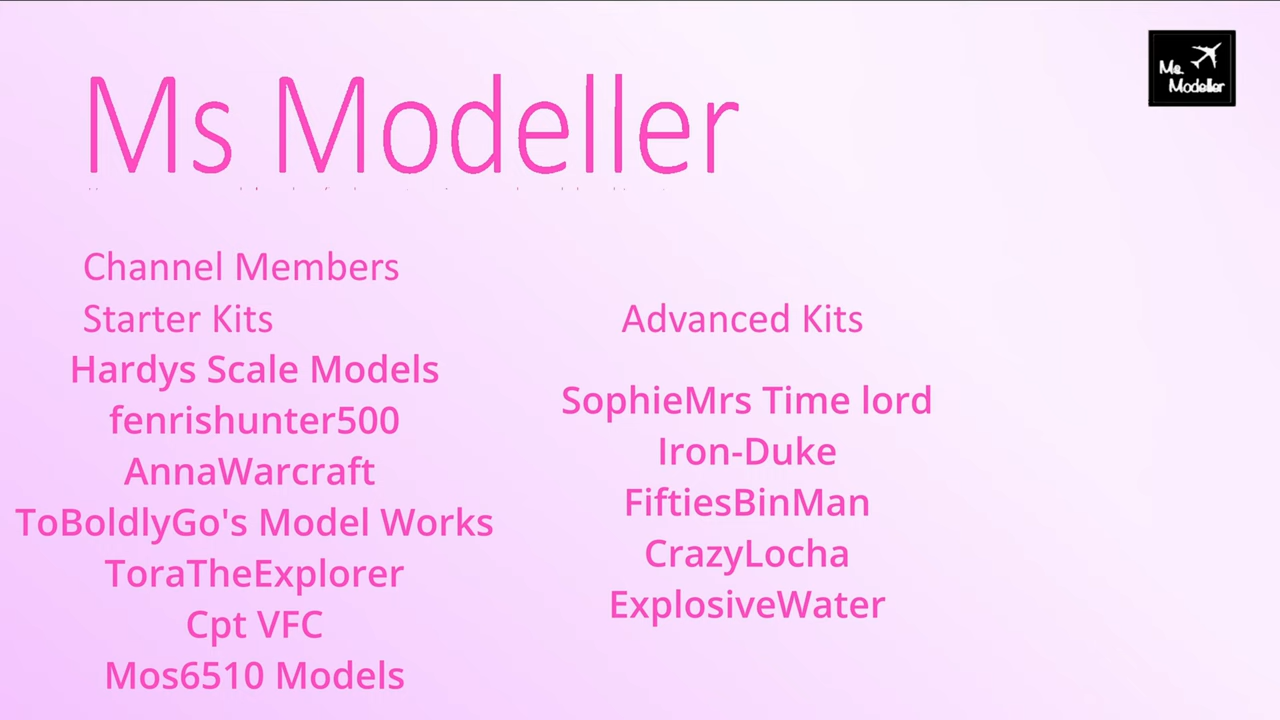 Ms Modeller
Ms.
Modeller
Channel Members
Starter Kits
Hardys Scale Models
fenrishunter500
AnnaWarcraft
ToBoldlyGo's Model Works
ToraTheExplorer
Cpt VFC
Mos6510 Models
Advanced Kits
SophieMrs Time lord
Iron-Duke
FiftiesBinMan
CrazyLocha
ExplosiveWater